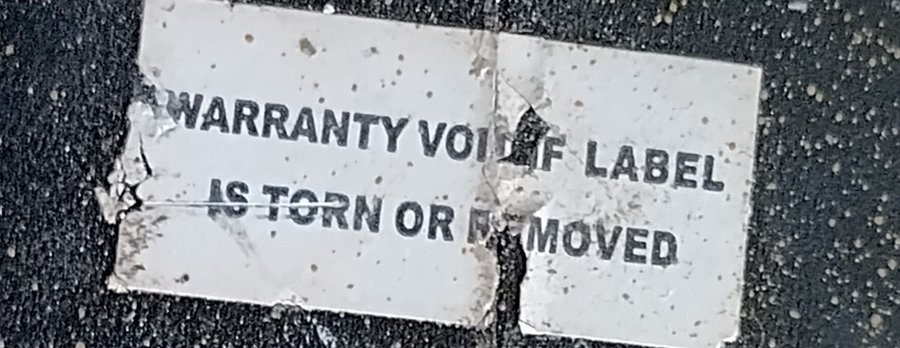 WARRANTY VOID IF LABEL
IS TORN OR REMOVED